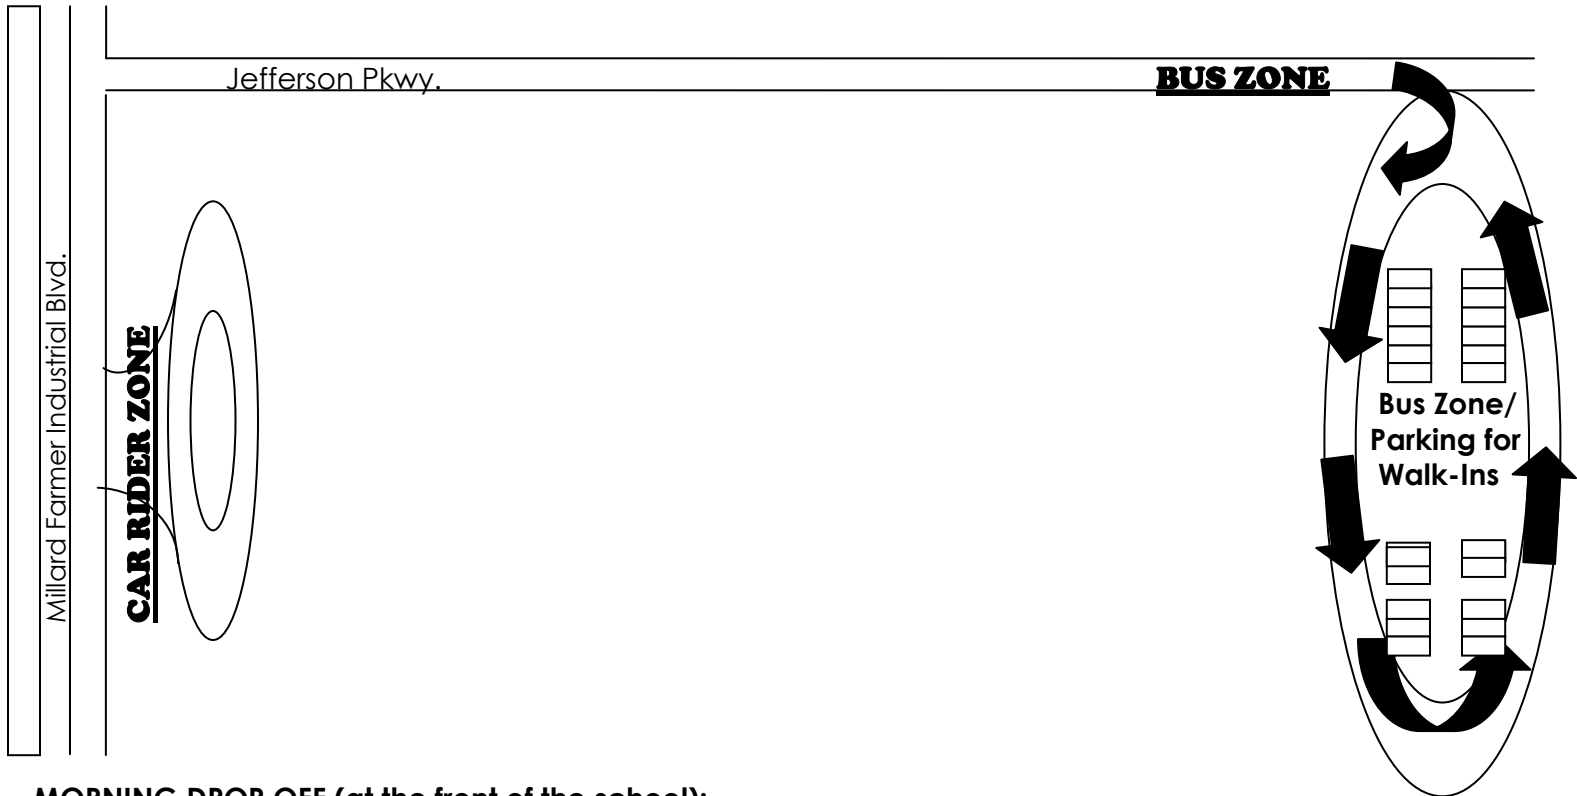 Jefferson Pkwy.
BUS ZONE
Millard Farmer Industrial Blvd.
CAR RIDER ZONE
Bus Zone/
Parking for
Walk-Ins
MORNING DROP OFF (at the front of the school):